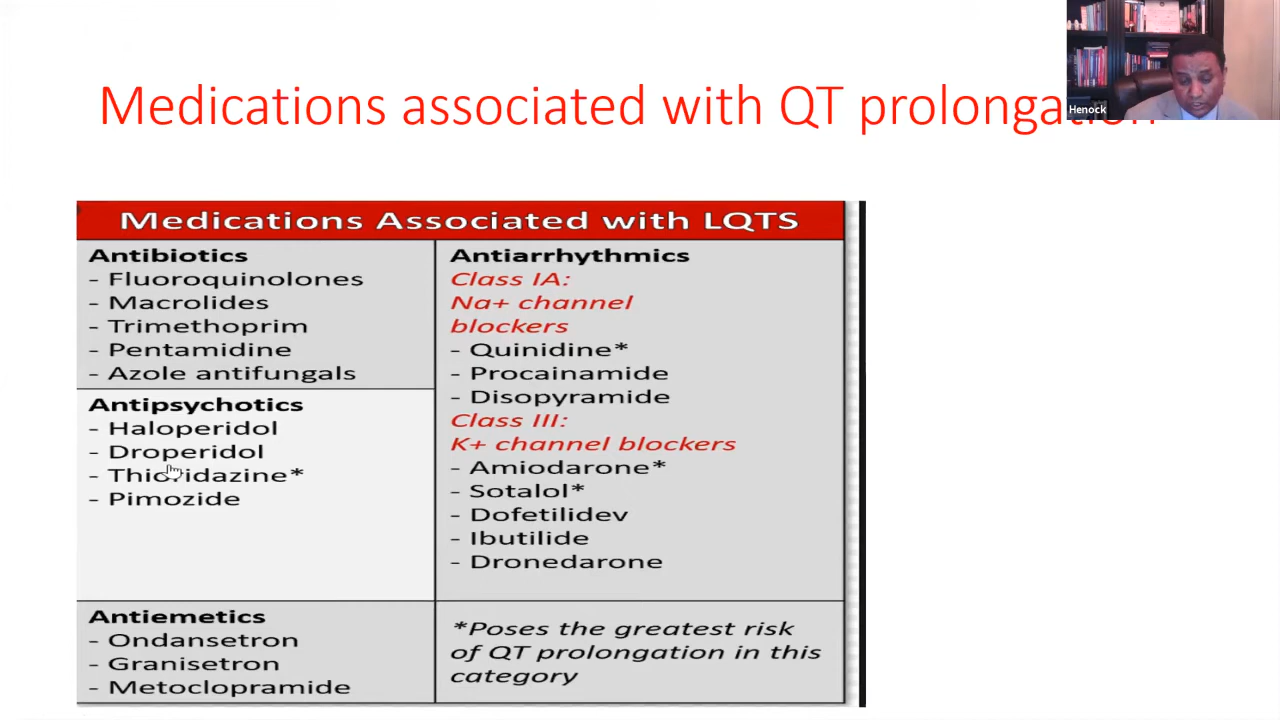 Medications associated with QT prolongation
Henock
Medications Associated with LQTS
Antibiotics
- Fluoroquinolones
- Macrolides
- Trimethoprim
- Pentamidine
- Azole antifungals
Antipsychotics
- Haloperidol
- Droperidol
- Thioridazine*
- Pimozide
Antiemetics
- Ondansetron
- Granisetron
- Metoclopramide
Antiarrhythmics
Class IA:
Na+ channel
blockers
- Quinidine*
- Procainamide
- Disopyramide
Class III:
K+ channel blockers
- Amiodarone*
- Sotalol*
- Dofetilidev
- Ibutilide
- Dronedarone
*Poses the greatest risk
of QT prolongation in this
category